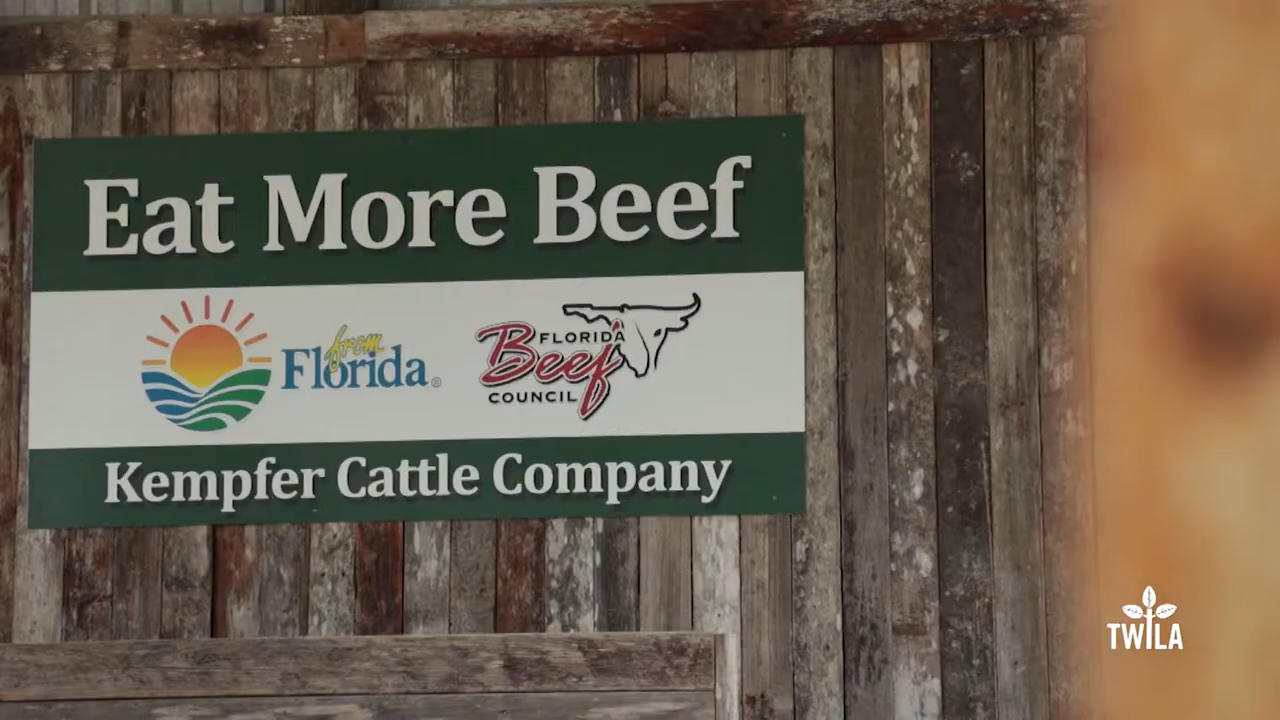 Eat More Beef
from
Florida®
FLORIDA
Beef
COUNCIL
Kempfer Cattle Company
TWILA